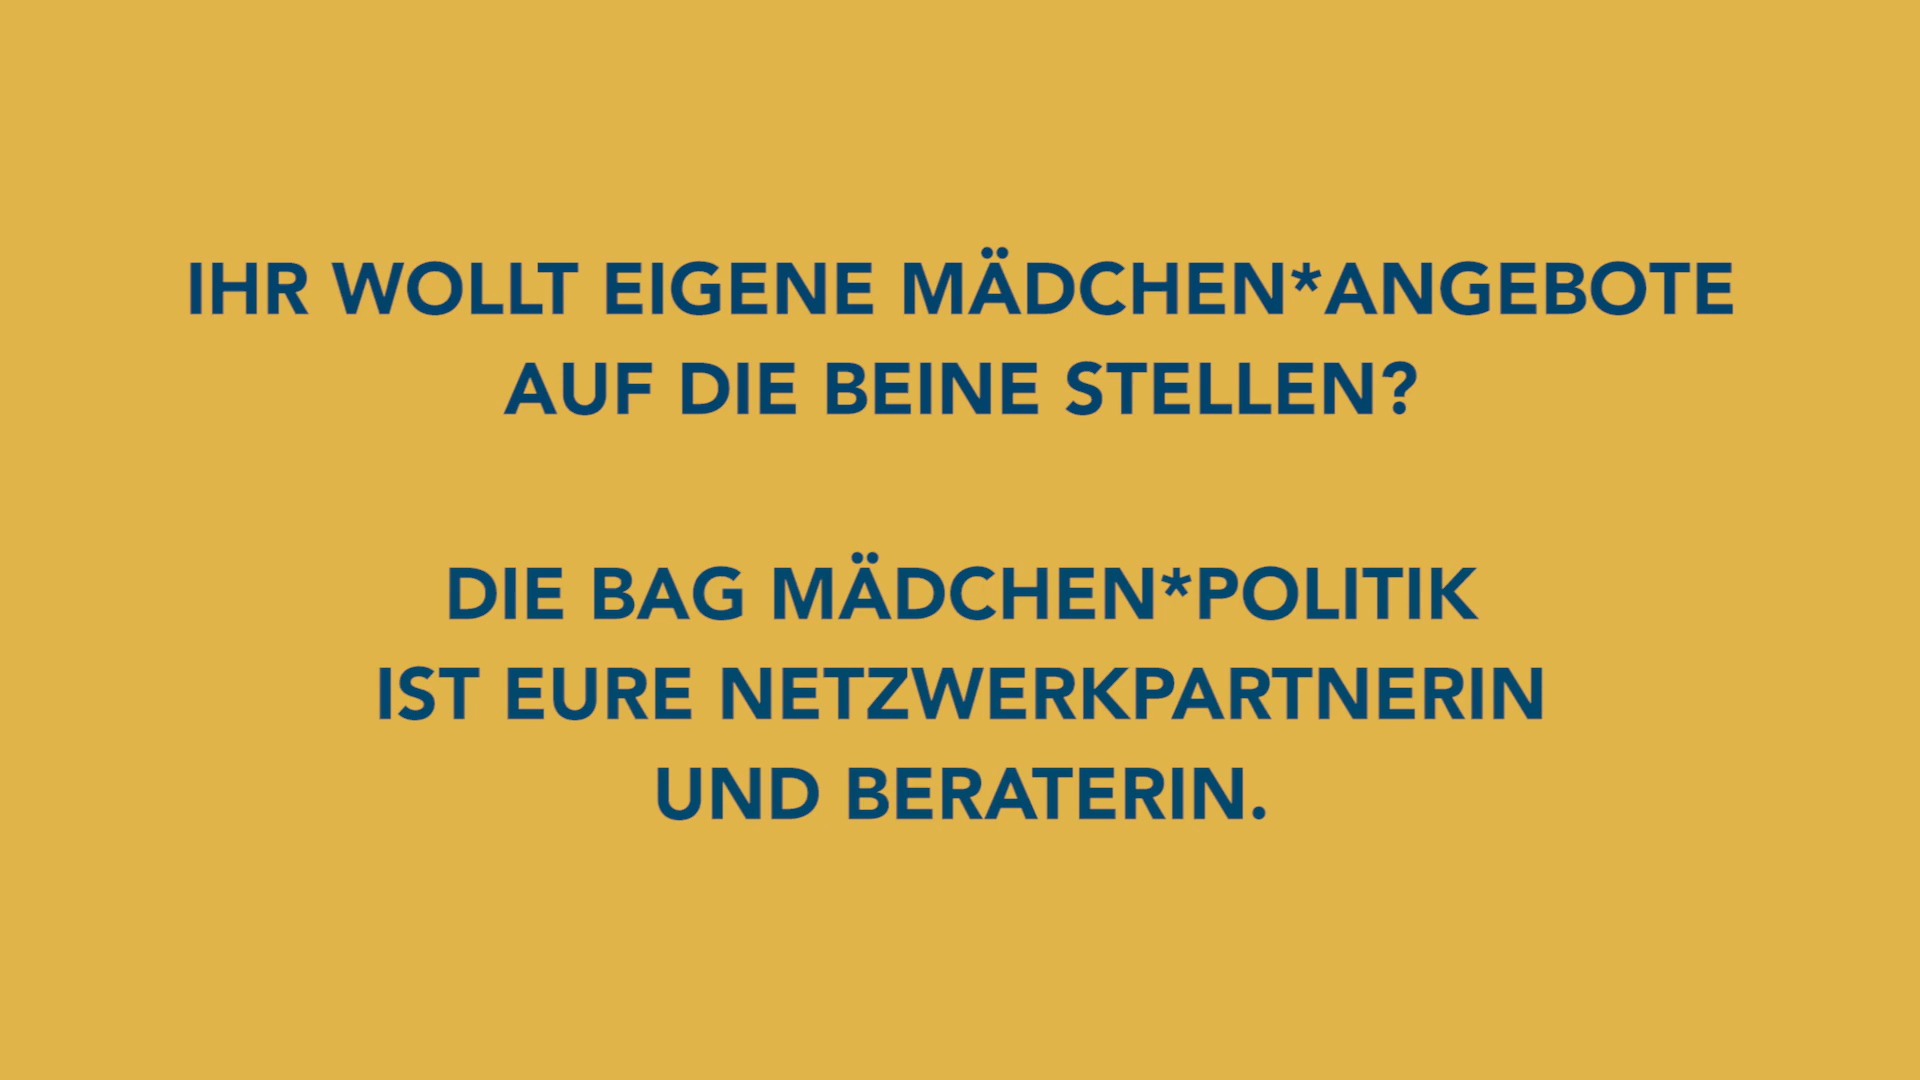 IHR WOLLT EIGENE MÄDCHEN*ANGEBOTE
AUF DIE BEINE STELLEN?
DIE BAG MÄDCHEN*POLITIK
IST EURE NETZWERKPARTNERIN
UND BERATERIN.